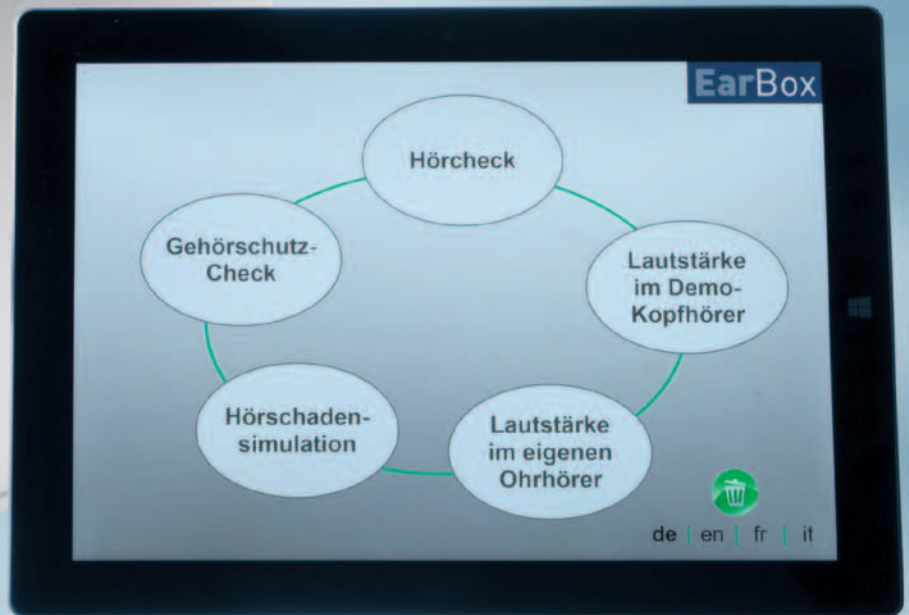 EarBox
Hörcheck
Gehörschutz-
Check
Lautstärke
im Demo-
Kopfhörer
Hörschaden-
simulation
Lautstärke
im eigenen
Ohrhörer
de | en | fr | it